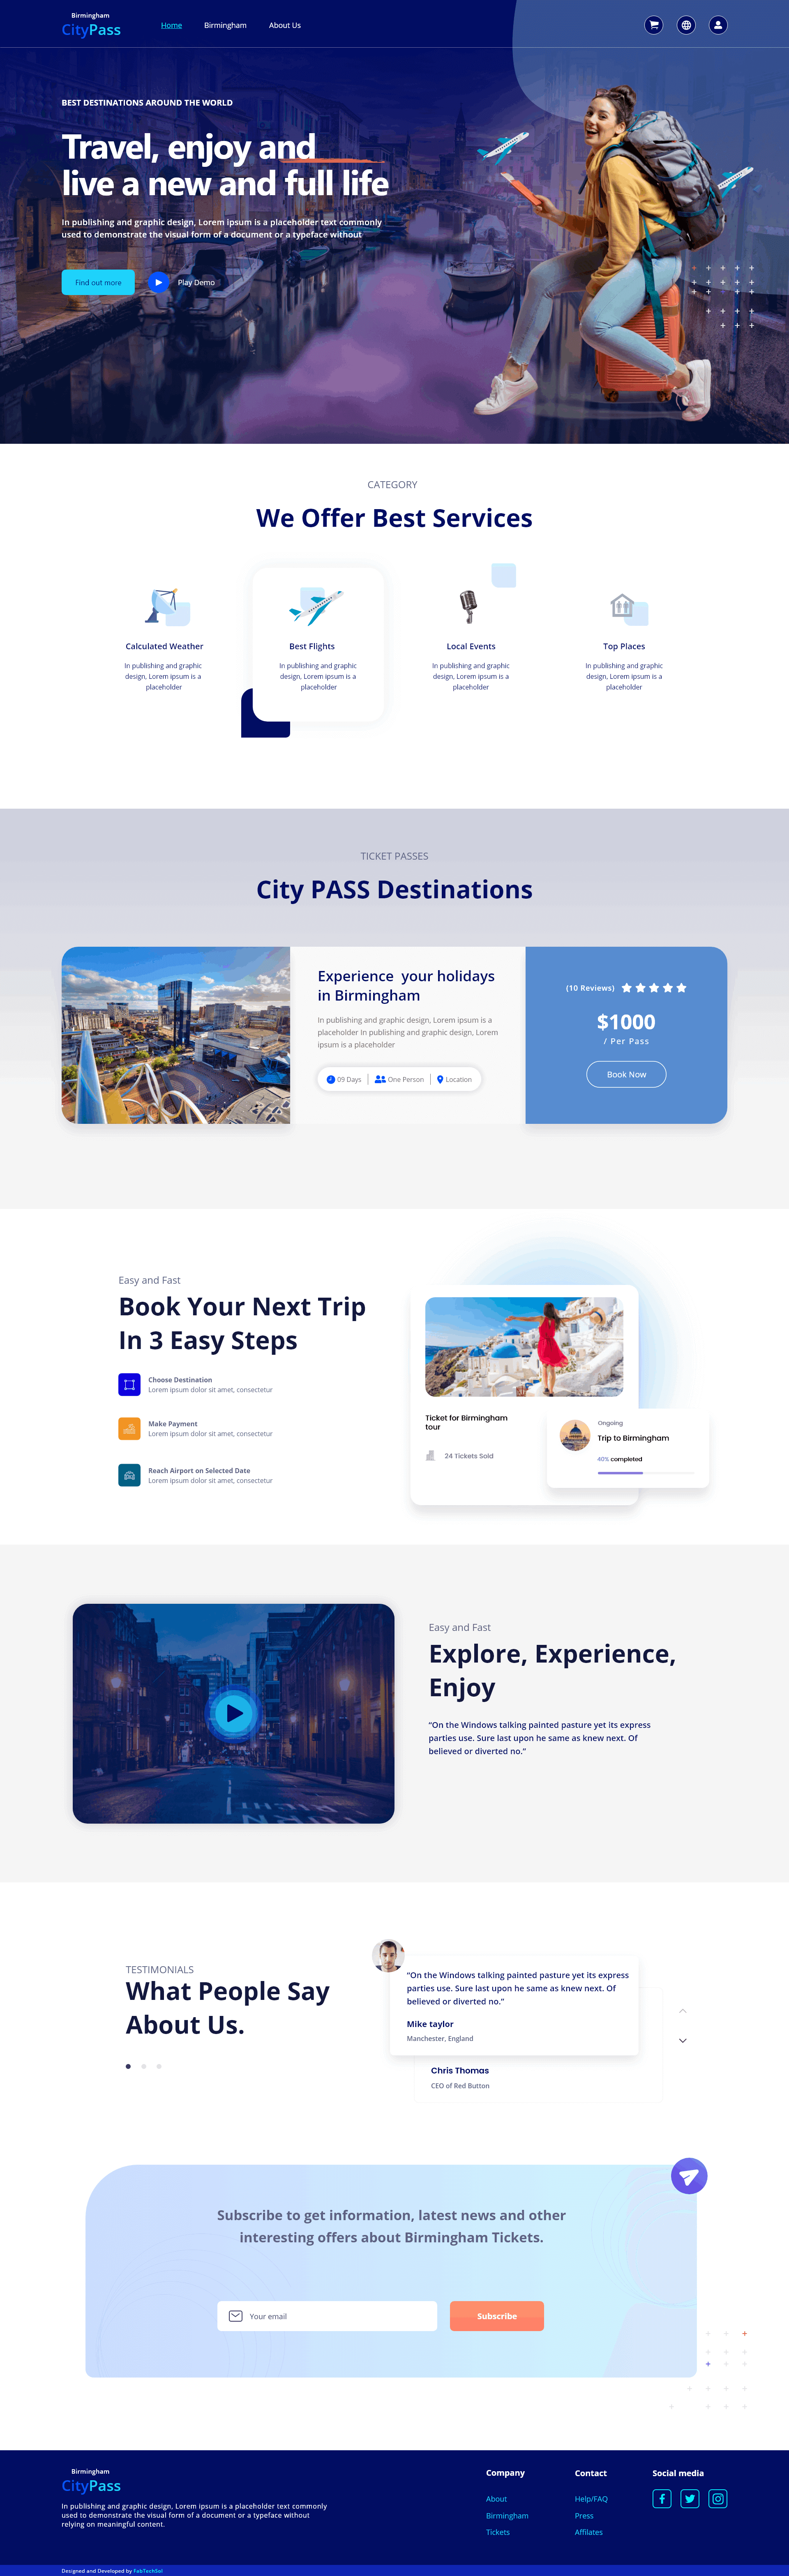 Birmingham
CityPass
Home
Birmingham
About Us
BEST DESTINATIONS AROUND THE WORLD
Travel, enjoy and
live a new and full life
In publishing and graphic design, Lorem ipsum is a placeholder text commonly
used to demonstrate the visual form of a document or a typeface without
Find out more
Play Demo
CATEGORY
We Offer Best Services
Calculated Weather
In publishing and graphic
design, Lorem ipsum is a
placeholder
Best Flights
In publishing and graphic
design, Lorem ipsum is a
placeholder
Local Events
In publishing and graphic
design, Lorem ipsum is a
placeholder
Top Places
In publishing and graphic
design, Lorem ipsum is a
placeholder
TICKET PASSES
City PASS Destinations
Experience your holidays
in Birmingham
In publishing and graphic design, Lorem ipsum is a
placeholder In publishing and graphic design, Lorem
ipsum is a placeholder
09 Days
One Person
Location
(10 Reviews)
$1000
/ Per Pass
Book Now
Easy and Fast
Book Your Next Trip
In 3 Easy Steps
Choose Destination
Lorem ipsum dolor sit amet, consectetur
Make Payment
Lorem ipsum dolor sit amet, consectetur
Reach Airport on Selected Date
Lorem ipsum dolor sit amet, consectetur
Ticket for Birmingham
tour
24 Tickets Sold
Ongoing
Trip to Birmingham
40% completed
Easy and Fast
Explore, Experience,
Enjoy
“On the Windows talking painted pasture yet its express
parties use. Sure last upon he same as knew next. Of
believed or diverted no.”
TESTIMONIALS
What People Say
About Us.
“On the Windows talking painted pasture yet its express
parties use. Sure last upon he same as knew next. Of
believed or diverted no.”
Mike taylor
Manchester, England
Chris Thomas
CEO of Red Button
Subscribe to get information, latest news and other
interesting offers about Birmingham Tickets.
Your email
Subscribe
Birmingham
CityPass
In publishing and graphic design, Lorem ipsum is a placeholder text commonly
used to demonstrate the visual form of a document or a typeface without
relying on meaningful content.
Company
About
Birmingham
Tickets
Contact
Help/FAQ
Press
Affilates
Social media
Designed and Developed by FabTechSol